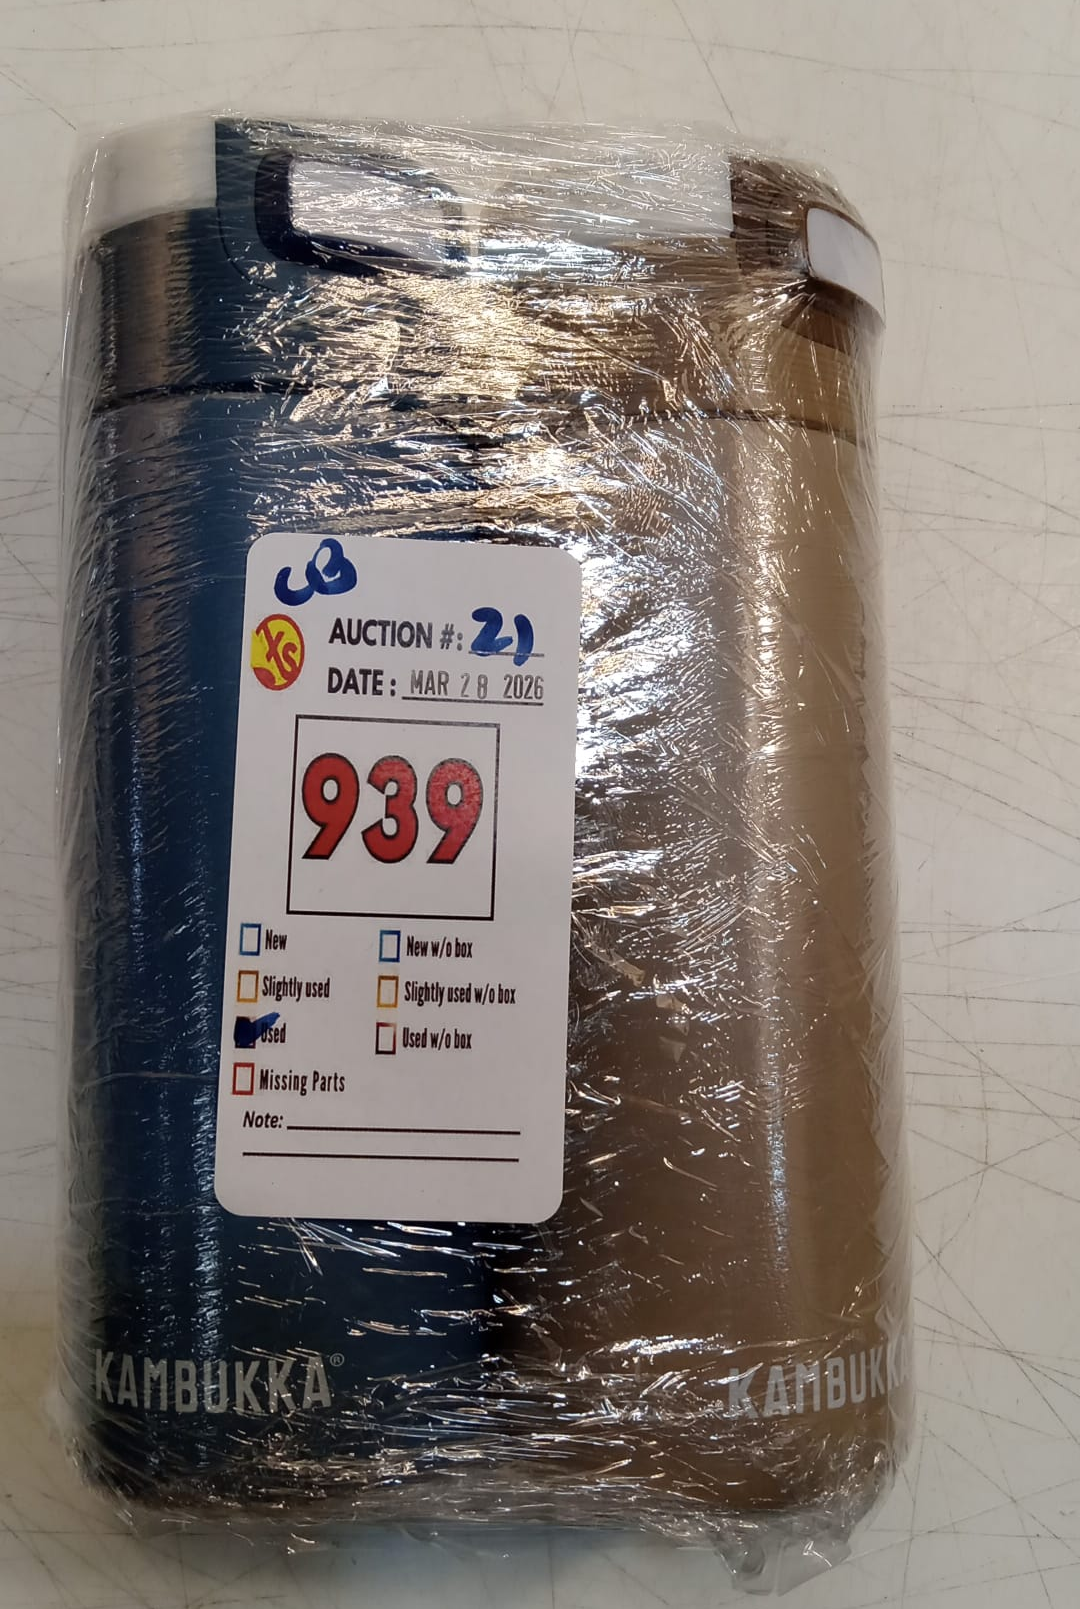 CB
XS
AUCTION #: 21
DATE: MAR 28 2026
939
New
New w/o box
Slightly used
Slightly used w/o box
Used
Used w/o box
Missing Parts
Note:
KAMBUKKA®
KAMBUKKA